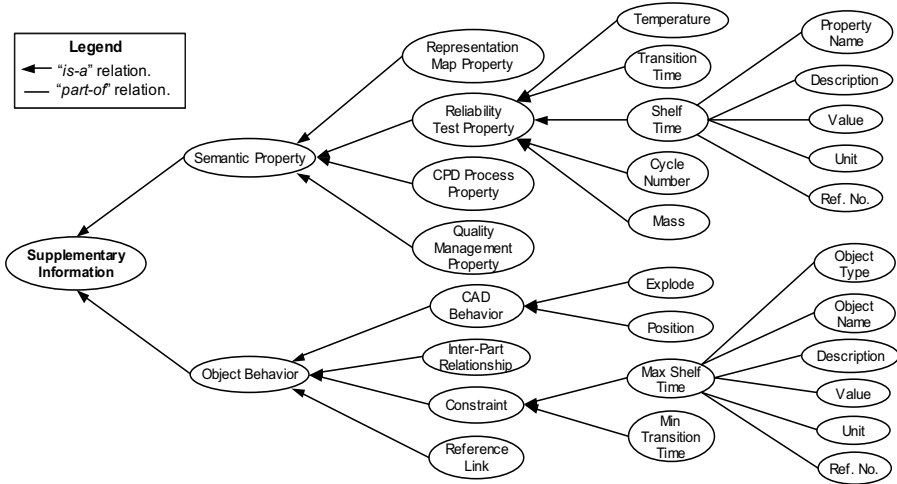 Legend
"is-a" relation.
"part-of" relation.
Supplementary
Information
Semantic Property
Object Behavior
Representation
Map Property
Reliability
Test Property
CPD Process
Property
Quality
Management
Property
CAD
Behavior
Inter-Part
Relationship
Constraint
Reference
Link
Temperature
Transition
Time
Shelf
Time
Cycle
Number
Mass
Explode
Position
Max Shelf
Time
Min
Transition
Time
Property
Name
Description
Value
Unit
Ref. No.
Object
Type
Object
Name
Description
Value
Unit
Ref. No.